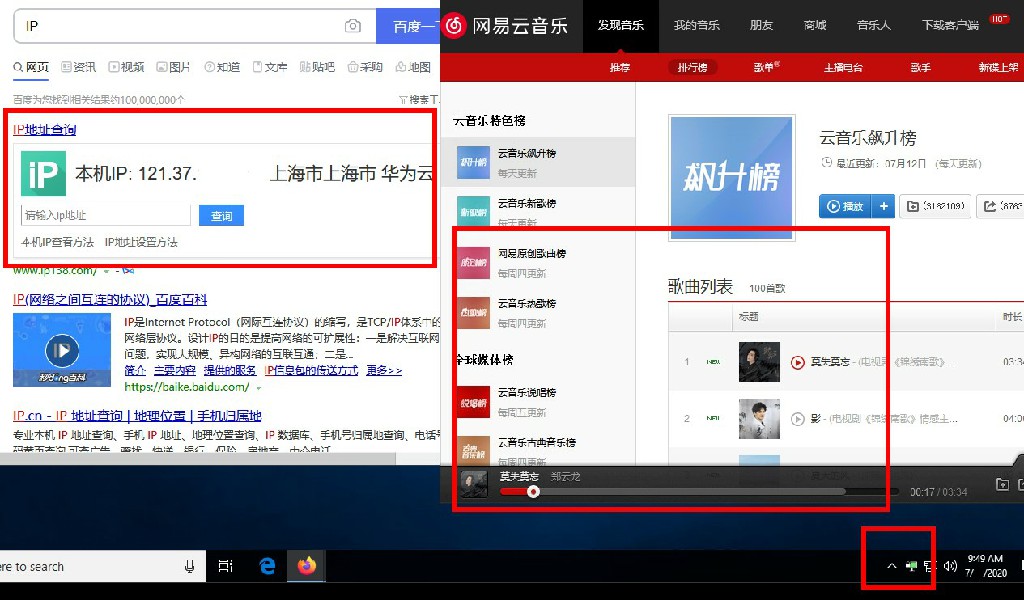 IP
百度一
网页 资讯 视频 图片 知道 文库 贴吧 采购 地图
百度为您找到相关结果约100,000,000个
搜索工
IP地址查询
iP
本机IP: 121.37.
上海市上海市 华为云
请输入ip地址
查询
本机IP查看方法 IP地址设置方法
www.ip138.com/
IP(网络之间互连的协议)_百度百科
IP是Internet Protocol（网际互连协议）的缩写，是TCP/IP体系中的
网络层协议。设计IP的目的是提高网络的可扩展性：一是解决互联网
问题，实现大规模、异构网络的互联互通；二是...
简介 主要内容 提供的服务 IP信息包的传送方式 更多>>
https://baike.baidu.com/
IP.cn - IP 地址查询 | 地理位置 | 手机归属地
专业本机 IP 地址查询、手机 IP 地址、地理位置查询、IP 数据库、手机号归属地查询、电话号
网易云音乐
发现音乐 我的音乐 朋友 商城 音乐人 下载客户端 HOT
推荐 排行榜 歌单 主播电台 歌手 新碟上架
云音乐特色榜
飙升榜
云音乐飙升榜
每天更新
新歌榜
云音乐新歌榜
每天更新
网易原创歌曲榜
每周四更新
云音乐热歌榜
每周四更新
全球媒体榜
说唱榜
云音乐说唱榜
每周五更新
云音乐古典音乐榜
每周四更新
飙升榜
云音乐飙升榜
最近更新：07月12日 （每天更新）
播放 +
(3182109)
(8763
歌曲列表 100首歌
标题 时长
1 NEW 莫失莫忘 - (电视剧《锦绣南歌》 03:34
2 NEW 影 - (电视剧《锦绣南歌》情感主... 04:0
莫失莫忘 郑云龙
00:17 / 03:34
ere to search
9:49 AM
7/ /2020